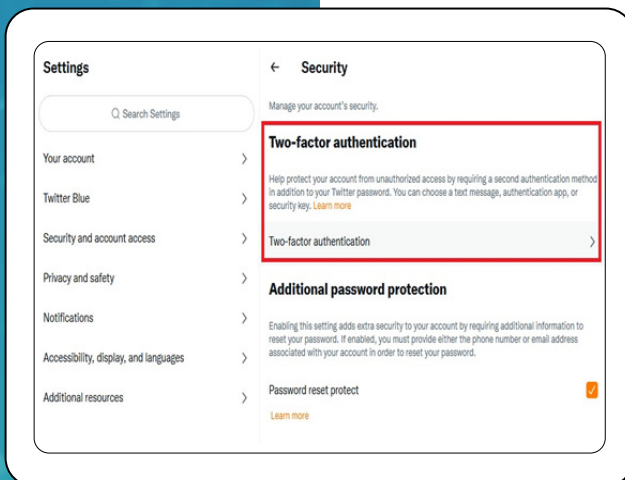 Settings
Search Settings
Your account
Twitter Blue
Security and account access
Privacy and safety
Notifications
Accessibility, display, and languages
Additional resources
Security
Manage your account's security.
Two-factor authentication
Help protect your account from unauthorized access by requiring a second authentication method
in addition to your Twitter password. You can choose a text message, authentication app, or
security key. Learn more
Two-factor authentication
Additional password protection
Enabling this setting adds extra security to your account by requiring additional information to
reset your password. If enabled, you must provide either the phone number or email address
associated with your account in order to reset your password.
Password reset protect
Learn more